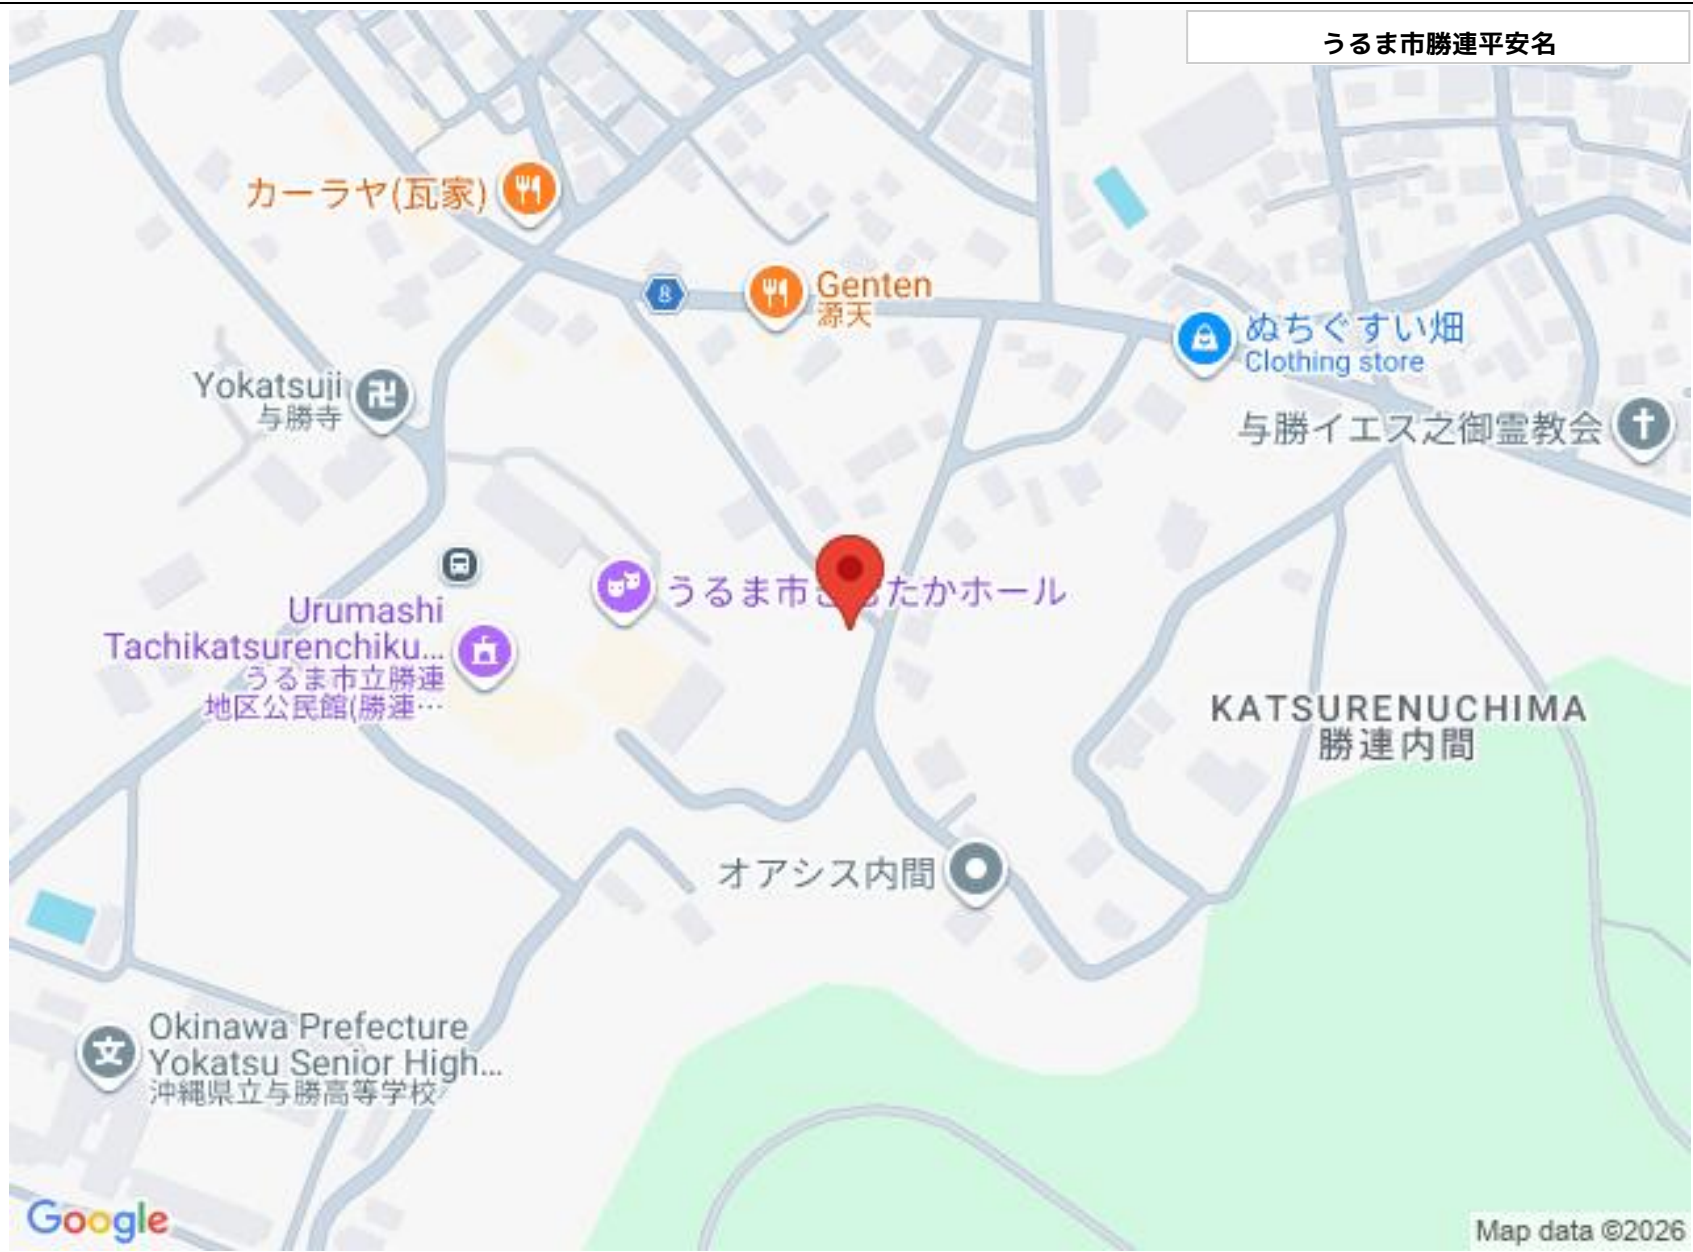 うるま市勝連平安名
カーラヤ(瓦家)
Genten
源天
8
ぬちぐすい畑
Clothing store
Yokatsuji
与勝寺
与勝イエス之御霊教会
うるま市き たかホール
Urumashi
Tachikatsurenchiku...
うるま市立勝連
地区公民館(勝連…
KATSURENUCHIMA
勝連内間
オアシス内間
文
Okinawa Prefecture
Yokatsu Senior High...
沖縄県立与勝高等学校
Google
Map data ©2026